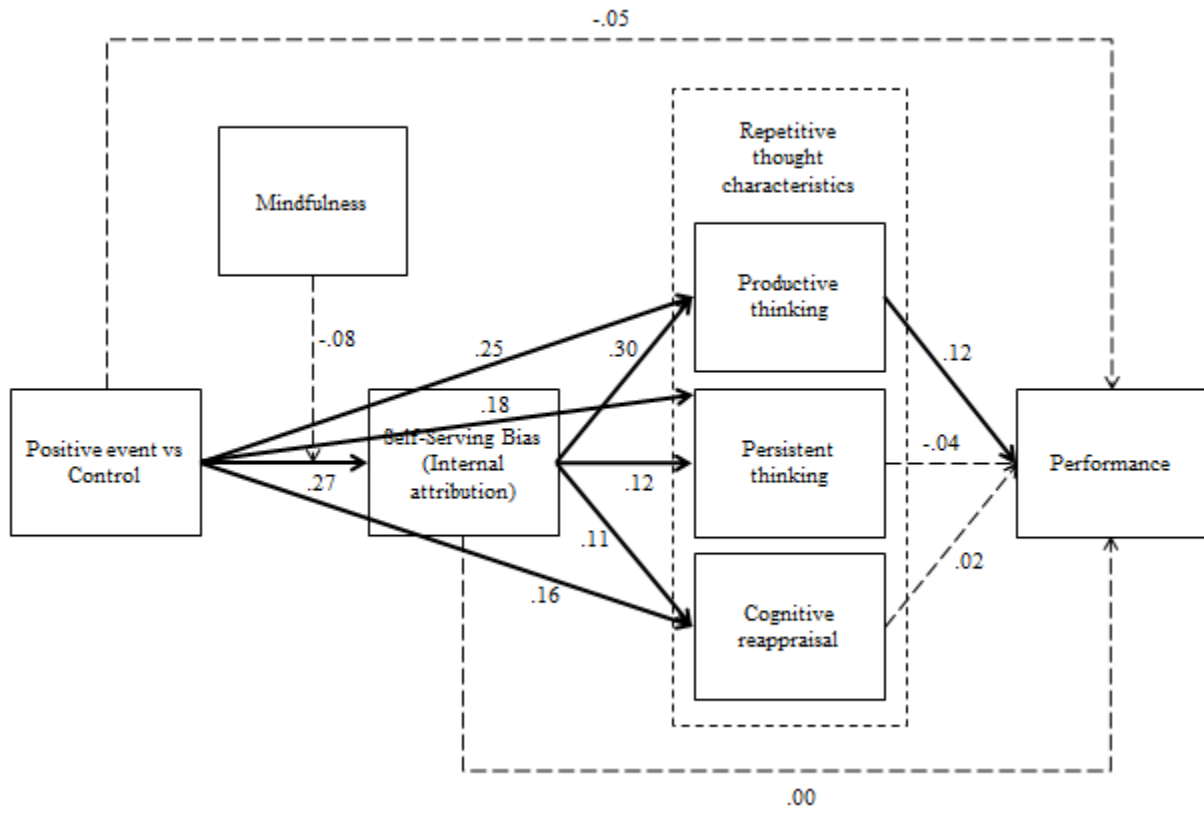 -.05
Repetitive
thought
characteristics
Mindfulness
Productive
thinking
-.08
.25
.30
.12
.18
Positive event vs
Control
Self-Serving Bias
(Internal
attribution)
.27
.12
Persistent
thinking
-.04
Performance
.11
.02
.16
Cognitive
reappraisal
.00